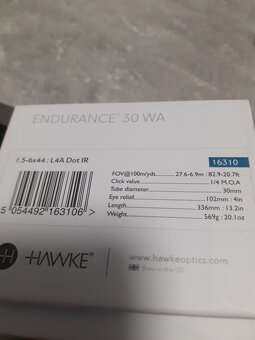 ENDURANCE® 30 WA
1.5-6x44 : L4A Dot IR
16310
FOV@100m/yds......27.6-6.9m : 82.9-20.7ft
Click value......1/4 M.O.A
Tube diameter......30mm
Eye relief......102mm : 4in
Length......336mm : 13.2in
Weight......569g : 20.1oz
5 054492 163106 >
HAWKE®
www.hawkeoptics.com
Born in the UK